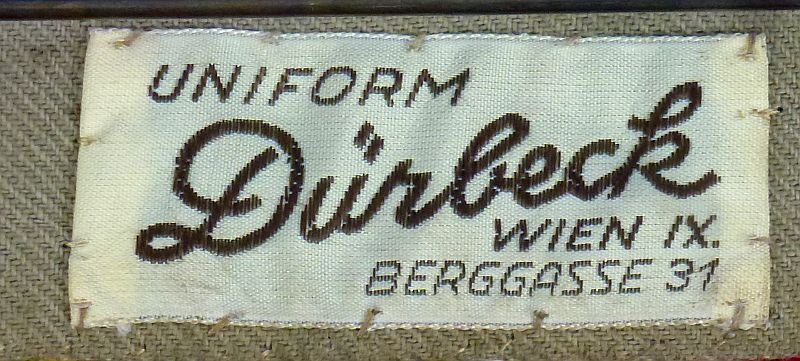 UNIFORM
Dürbeck
WIEN IX.
BERGGASSE 31